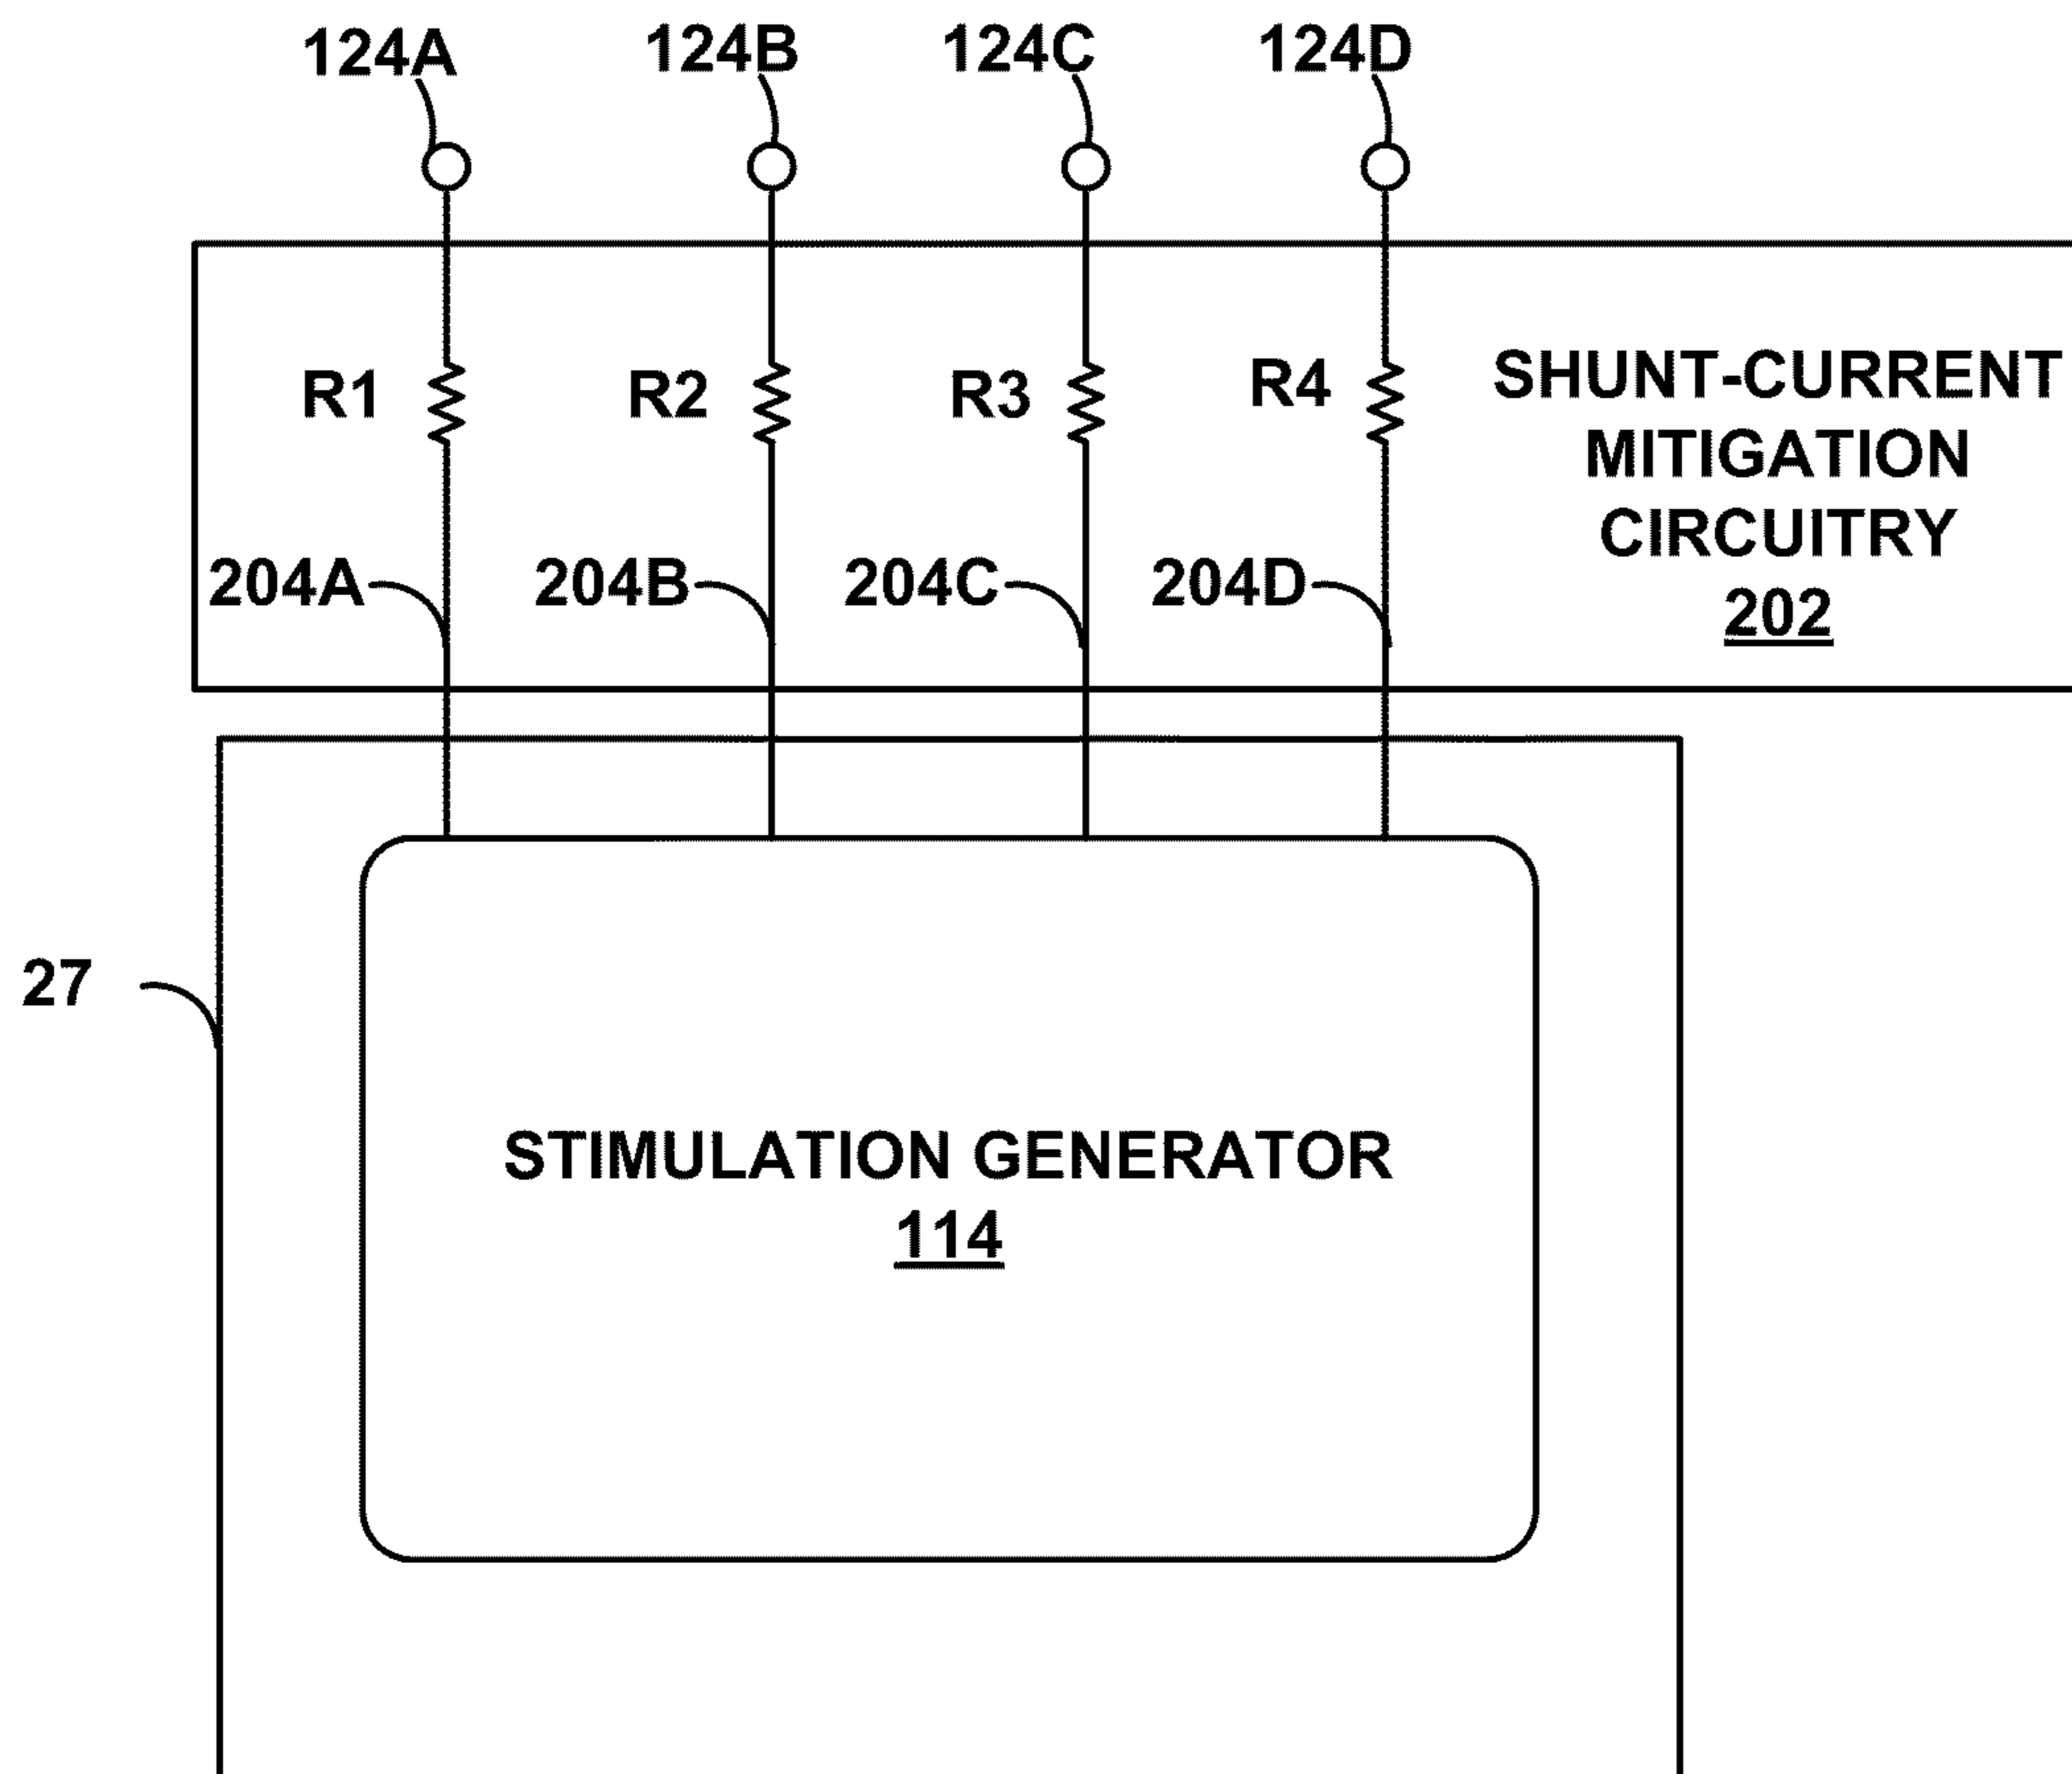 124A 124B 124C 124D
R1 R2 R3 R4
SHUNT-CURRENT
MITIGATION
CIRCUITRY
202
204A 204B 204C 204D
27
STIMULATION GENERATOR
114